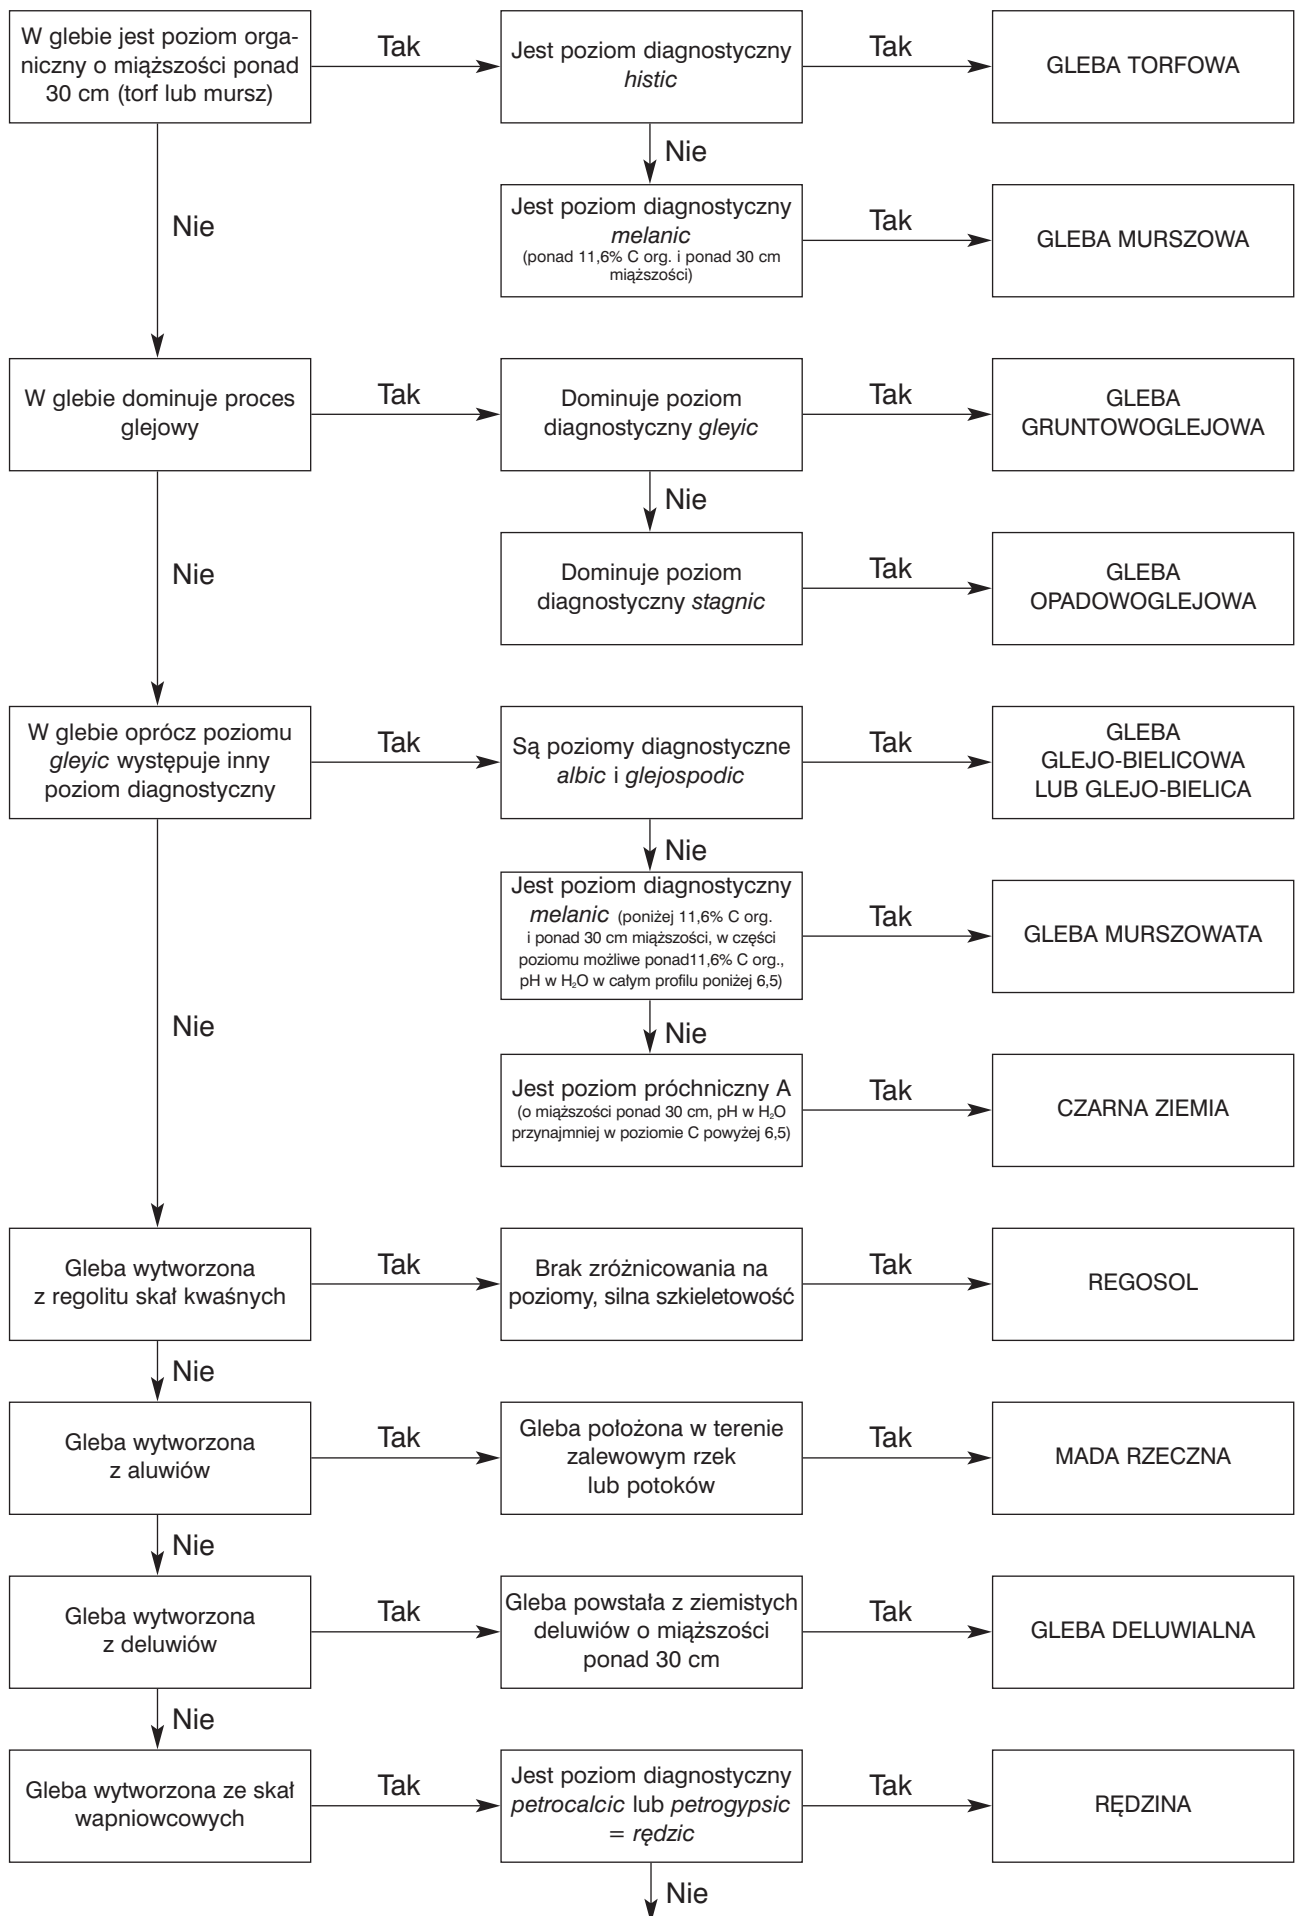 W glebie jest poziom orga-
niczny o miąższości ponad
30 cm (torf lub mursz)
Tak
Jest poziom diagnostyczny
histic
Tak
GLEBA TORFOWA
Nie
Jest poziom diagnostyczny
melanic
(ponad 11,6% C org. i ponad 30 cm
miąższości)
Tak
GLEBA MURSZOWA
Nie
W glebie dominuje proces
glejowy
Tak
Dominuje poziom
diagnostyczny gleyic
Tak
GLEBA
GRUNTOWOGLEJOWA
Nie
Dominuje poziom
diagnostyczny stagnic
Tak
GLEBA
OPADOWOGLEJOWA
Nie
W glebie oprócz poziomu
gleyic występuje inny
poziom diagnostyczny
Tak
Są poziomy diagnostyczne
albic i glejospodic
Tak
GLEBA
GLEJO-BIELICOWA
LUB GLEJO-BIELICA
Nie
Jest poziom diagnostyczny
melanic (poniżej 11,6% C org.
i ponad 30 cm miąższości, w części
poziomu możliwe ponad11,6% C org.,
pH w H₂O w całym profilu poniżej 6,5)
Tak
GLEBA MURSZOWATA
Nie
Nie
Jest poziom próchniczny A
(o miąższości ponad 30 cm, pH w H₂O
przynajmniej w poziomie C powyżej 6,5)
Tak
CZARNA ZIEMIA
Gleba wytworzona
z regolitu skał kwaśnych
Tak
Brak zróżnicowania na
poziomy, silna szkieletowość
Tak
REGOSOL
Nie
Gleba wytworzona
z aluwiów
Tak
Gleba położona w terenie
zalewowym rzek
lub potoków
Tak
MADA RZECZNA
Nie
Gleba wytworzona
z deluwiów
Tak
Gleba powstała z ziemistych
deluwiów o miąższości
ponad 30 cm
Tak
GLEBA DELUWIALNA
Nie
Gleba wytworzona ze skał
wapniowcowych
Tak
Jest poziom diagnostyczny
petrocalcic lub petrogypsic
= rędzic
Tak
RĘDZINA
Nie